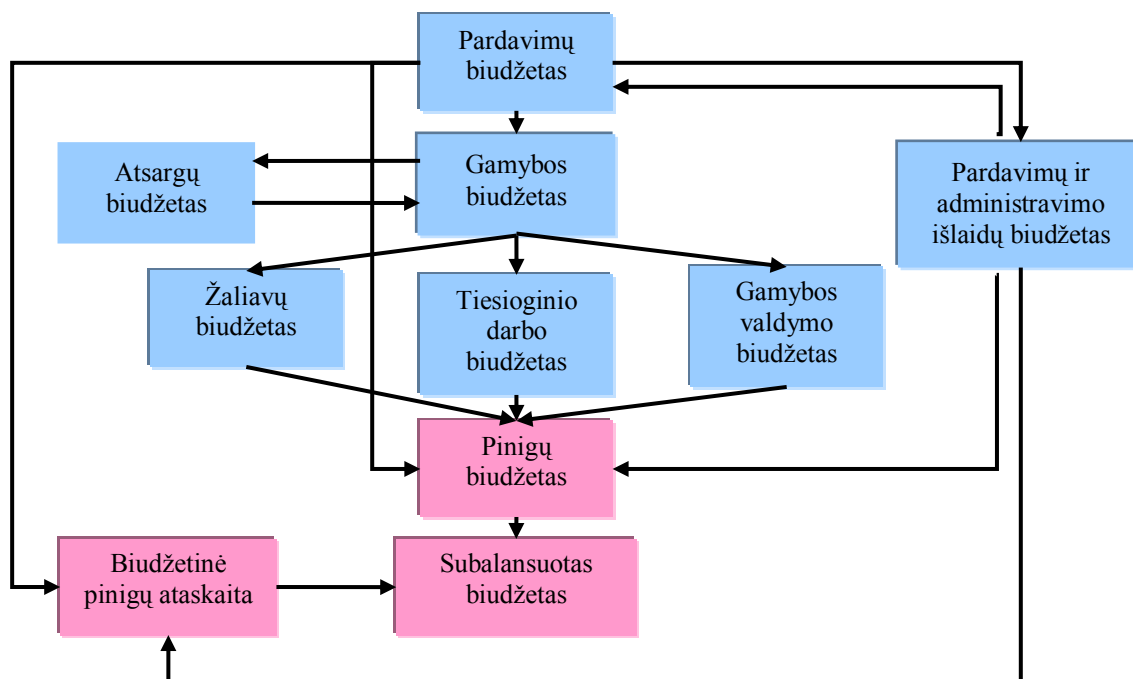 Pardavimų
biudžetas
Atsargų
biudžetas
Gamybos
biudžetas
Pardavimų ir
administravimo
išlaidų biudžetas
Žaliavų
biudžetas
Tiesioginio
darbo
biudžetas
Gamybos
valdymo
biudžetas
Pinigų
biudžetas
Biudžetinė
pinigų ataskaita
Subalansuotas
biudžetas